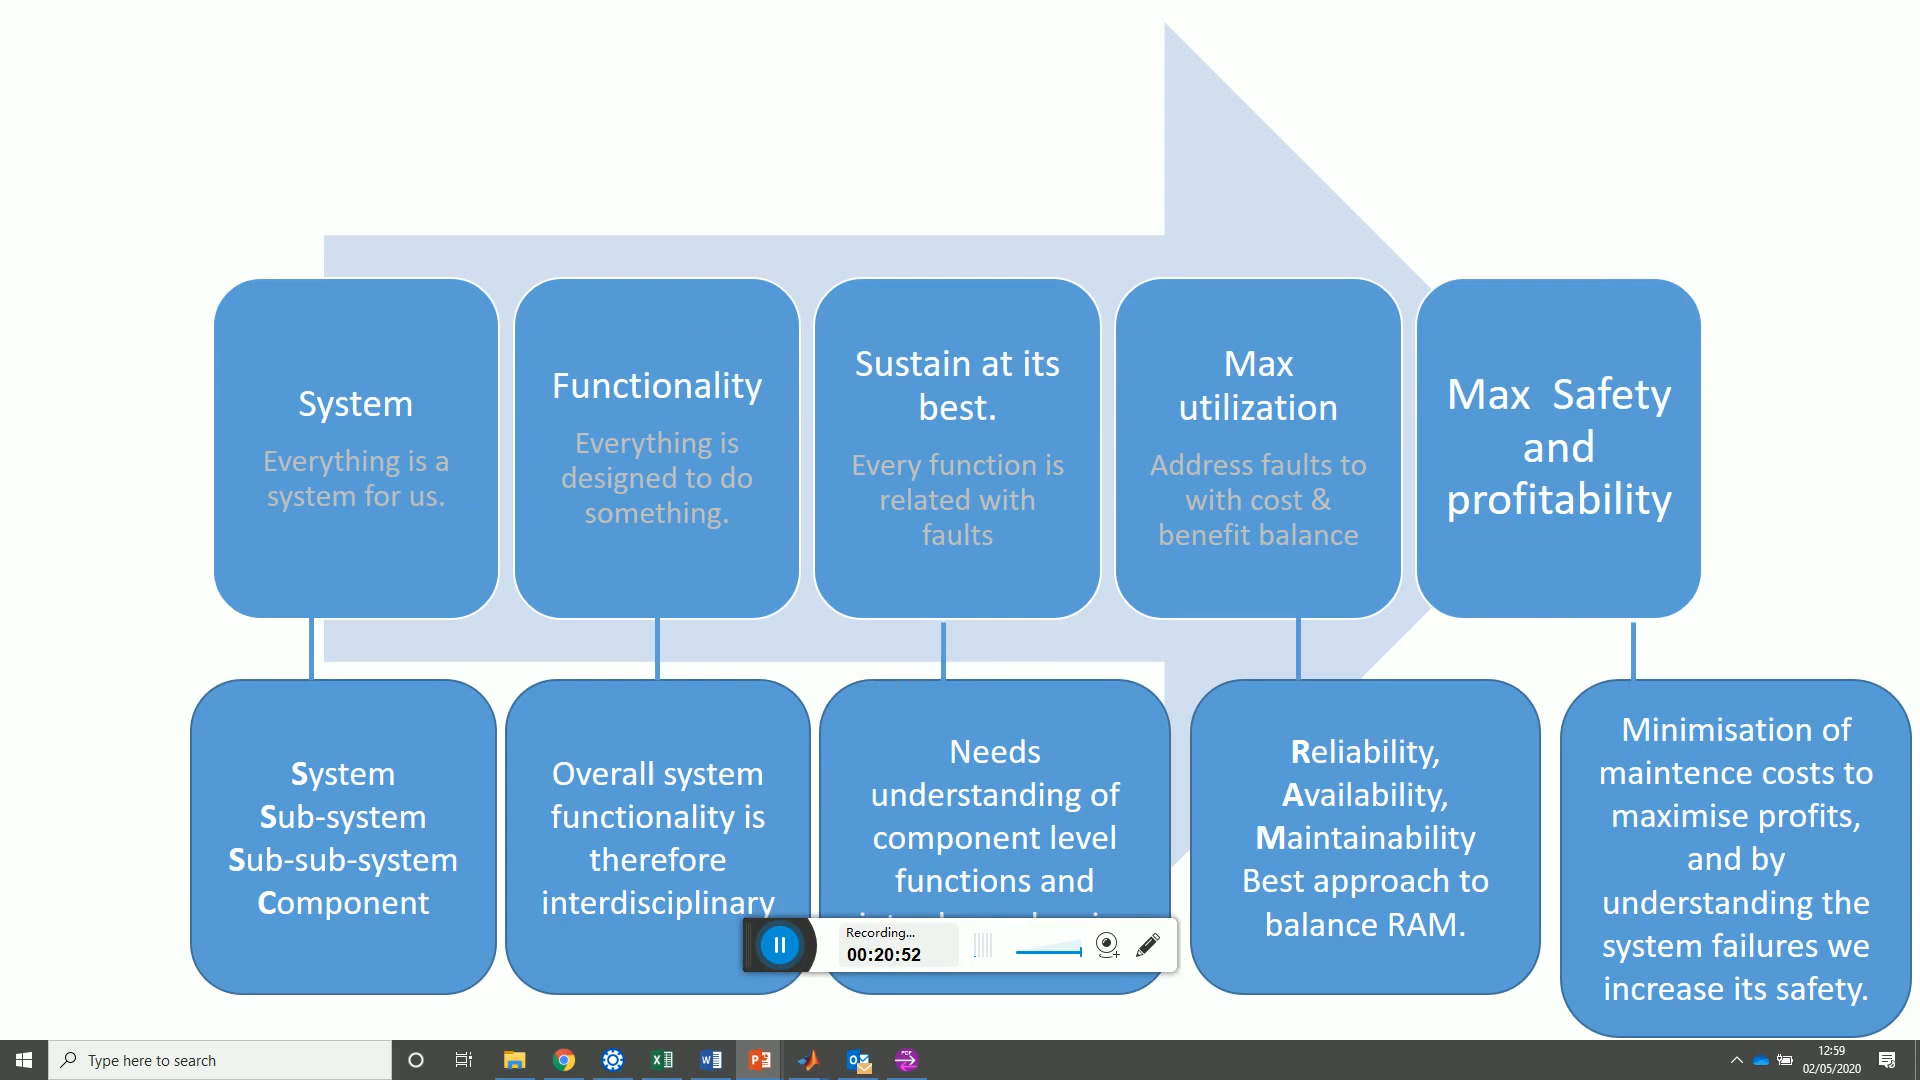 System
Everything is a
system for us.
Functionality
Everything is
designed to do
something.
Sustain at its
best.
Every function is
related with
faults
Max
utilization
Address faults to
with cost &
benefit balance
Max  Safety
and
profitability
System
Sub-system
Sub-sub-system
Component
Overall system
functionality is
therefore
interdisciplinary
Needs
understanding of
component level
functions and
Reliability,
Availability,
Maintainability
Best approach to
balance RAM.
Minimisation of
maintence costs to
maximise profits,
and by
understanding the
system failures we
increase its safety.
Recording...
00:20:52
Type here to search
12:59
02/05/2020